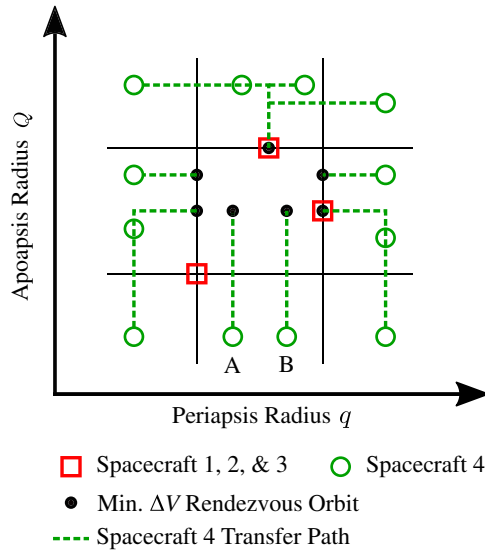 Apoapsis Radius Q
A B
Periapsis Radius q
Spacecraft 1, 2, & 3 Spacecraft 4
Min. ΔV Rendezvous Orbit
Spacecraft 4 Transfer Path